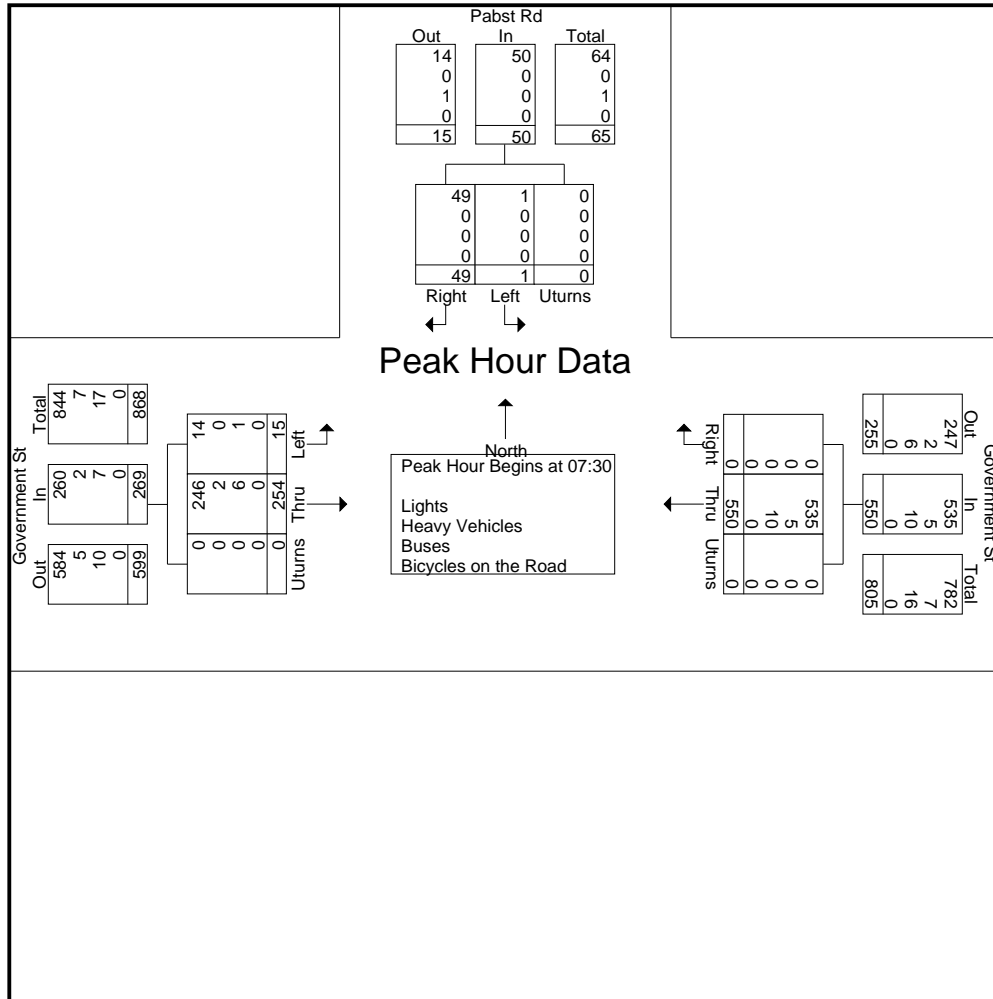 Pabst Rd
Out In Total
14 50 64
0 0 0
1 0 1
0 0 0
15 50 65
49 1 0
0 0 0
0 0 0
0 0 0
49 1 0
Right Left Uturns
Peak Hour Data
North
Peak Hour Begins at 07:30
Lights
Heavy Vehicles
Buses
Bicycles on the Road
Government St
Out In Total
584 260 844
5 2 7
10 7 17
0 0 0
599 269 868
14 246 0
0 2 0
1 6 0
0 0 0
15 254 0
Left Thru Uturns
Government St
Out In Total
247 535 782
2 5 7
6 10 16
0 0 0
255 550 805
0 535 0
0 5 0
0 10 0
0 0 0
0 550 0
Right Thru Uturns